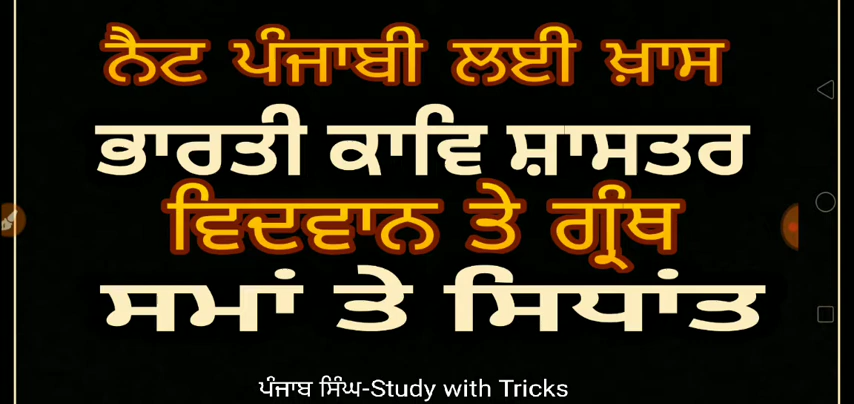 ਨੈਟ ਪੰਜਾਬੀ ਲਈ ਖ਼ਾਸ
ਭਾਰਤੀ ਕਾਵਿ ਸ਼ਾਸਤਰ
ਵਿਦਵਾਨ ਤੇ ਗ੍ਰੰਥ
ਸਮਾਂ ਤੇ ਸਿਧਾਂਤ
ਪੰਜਾਬ ਸਿੰਘ-Study with Tricks